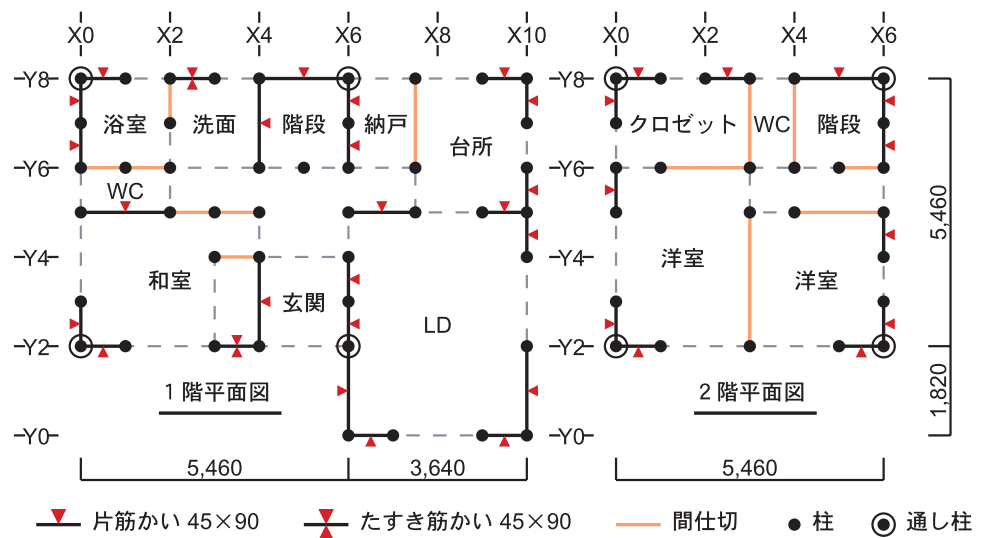 X0 X2 X4 X6 X8 X10 X0 X2 X4 X6
Y8 Y8
浴室 洗面 階段 納戸 台所 クロゼット WC 階段
Y6 Y6
WC
5,460
Y4 Y4
和室 玄関 LD 洋室 洋室
Y2 Y2
1階平面図 2階平面図
1,820
Y0 Y0
5,460 3,640 5,460
片筋かい 45×90 たすき筋かい 45×90 間仕切 柱 通し柱